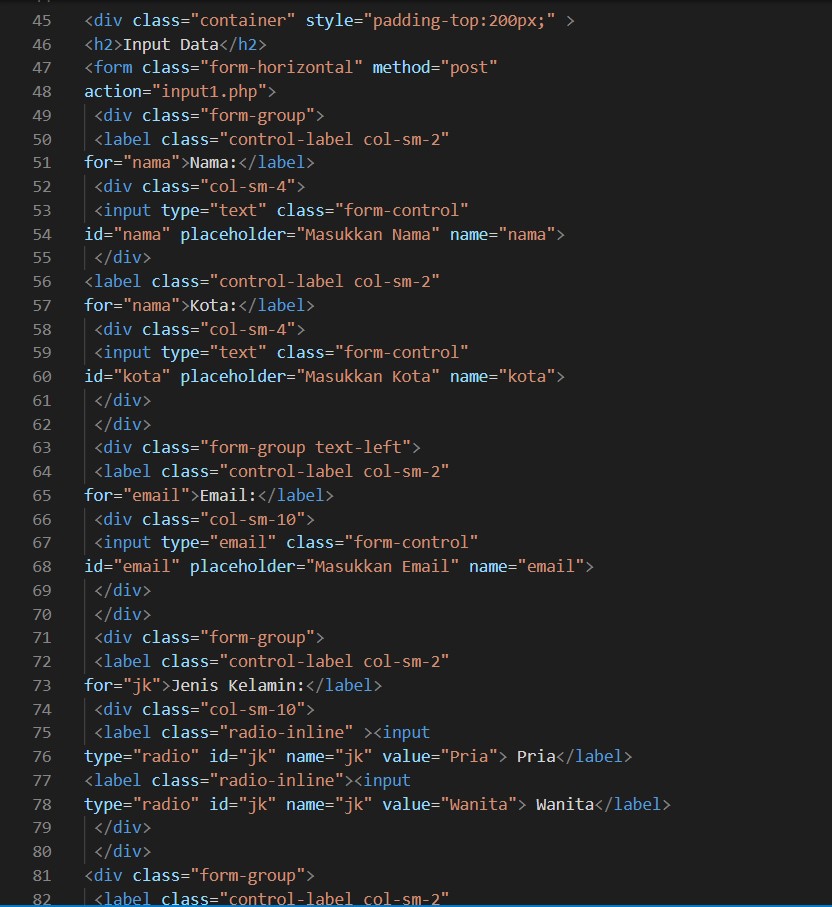 45 <div class="container" style="padding-top:200px;" >
46 <h2>Input Data</h2>
47 <form class="form-horizontal" method="post"
48 action="input1.php">
49 <div class="form-group">
50 <label class="control-label col-sm-2"
51 for="nama">Nama:</label>
52 <div class="col-sm-4">
53 <input type="text" class="form-control"
54 id="nama" placeholder="Masukkan Nama" name="nama">
55 </div>
56 <label class="control-label col-sm-2"
57 for="nama">Kota:</label>
58 <div class="col-sm-4">
59 <input type="text" class="form-control"
60 id="kota" placeholder="Masukkan Kota" name="kota">
61 </div>
62 </div>
63 <div class="form-group text-left">
64 <label class="control-label col-sm-2"
65 for="email">Email:</label>
66 <div class="col-sm-10">
67 <input type="email" class="form-control"
68 id="email" placeholder="Masukkan Email" name="email">
69 </div>
70 </div>
71 <div class="form-group">
72 <label class="control-label col-sm-2"
73 for="jk">Jenis Kelamin:</label>
74 <div class="col-sm-10">
75 <label class="radio-inline" ><input
76 type="radio" id="jk" name="jk" value="Pria"> Pria</label>
77 <label class="radio-inline"><input
78 type="radio" id="jk" name="jk" value="Wanita"> Wanita</label>
79 </div>
80 </div>
81 <div class="form-group">
82 <label class="control-label col-sm-2"